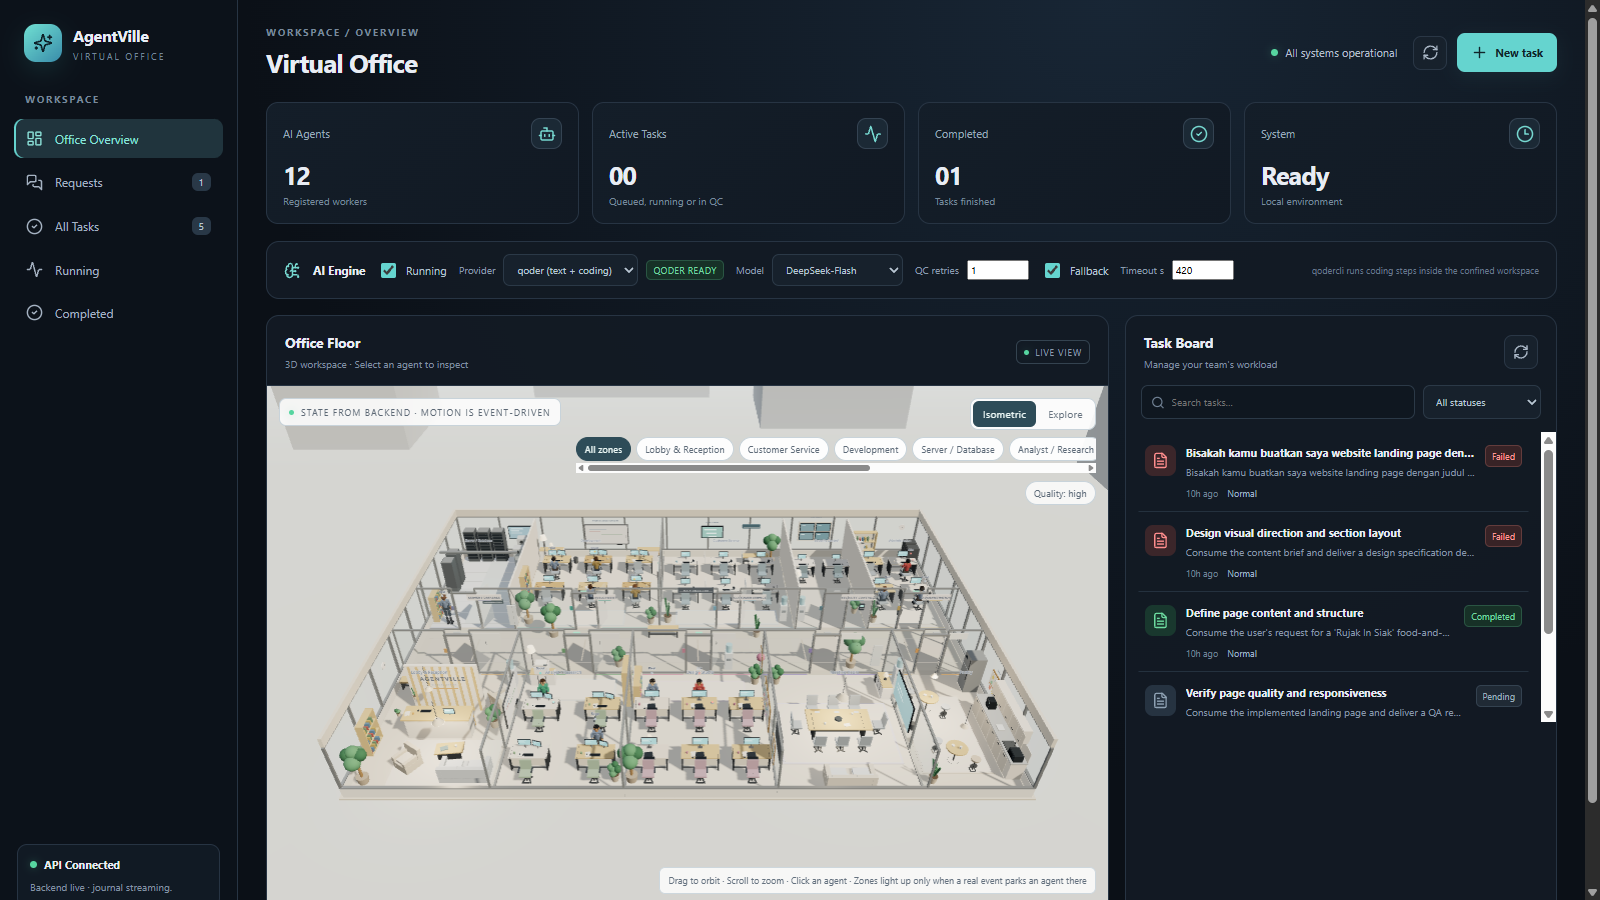 AgentVille
VIRTUAL OFFICE
WORKSPACE
Office Overview
Requests
1
All Tasks
5
Running
Completed
API Connected
Backend live · journal streaming.
WORKSPACE / OVERVIEW
Virtual Office
All systems operational
New task
AI Agents
12
Registered workers
Active Tasks
00
Queued, running or in QC
Completed
01
Tasks finished
System
Ready
Local environment
AI Engine
Running
Provider
qoder (text + coding)
QODER READY
Model
DeepSeek-Flash
QC retries
1
Fallback
Timeout s
420
qodercli runs coding steps inside the confined workspace
Office Floor
3D workspace · Select an agent to inspect
LIVE VIEW
STATE FROM BACKEND · MOTION IS EVENT-DRIVEN
Isometric
Explore
All zones
Lobby & Reception
Customer Service
Development
Server / Database
Analyst / Research
Quality: high
AGENTVILLE
Drag to orbit · Scroll to zoom · Click an agent · Zones light up only when a real event parks an agent there
Task Board
Manage your team's workload
Search tasks...
All statuses
Bisakah kamu buatkan saya website landing page den...
Failed
Bisakah kamu buatkan saya website landing page dengan judul ...
10h ago
Normal
Design visual direction and section layout
Failed
Consume the content brief and deliver a design specification de...
10h ago
Normal
Define page content and structure
Completed
Consume the user's request for a 'Rujak In Siak' food-and-...
10h ago
Normal
Verify page quality and responsiveness
Pending
Consume the implemented landing page and deliver a QA re...